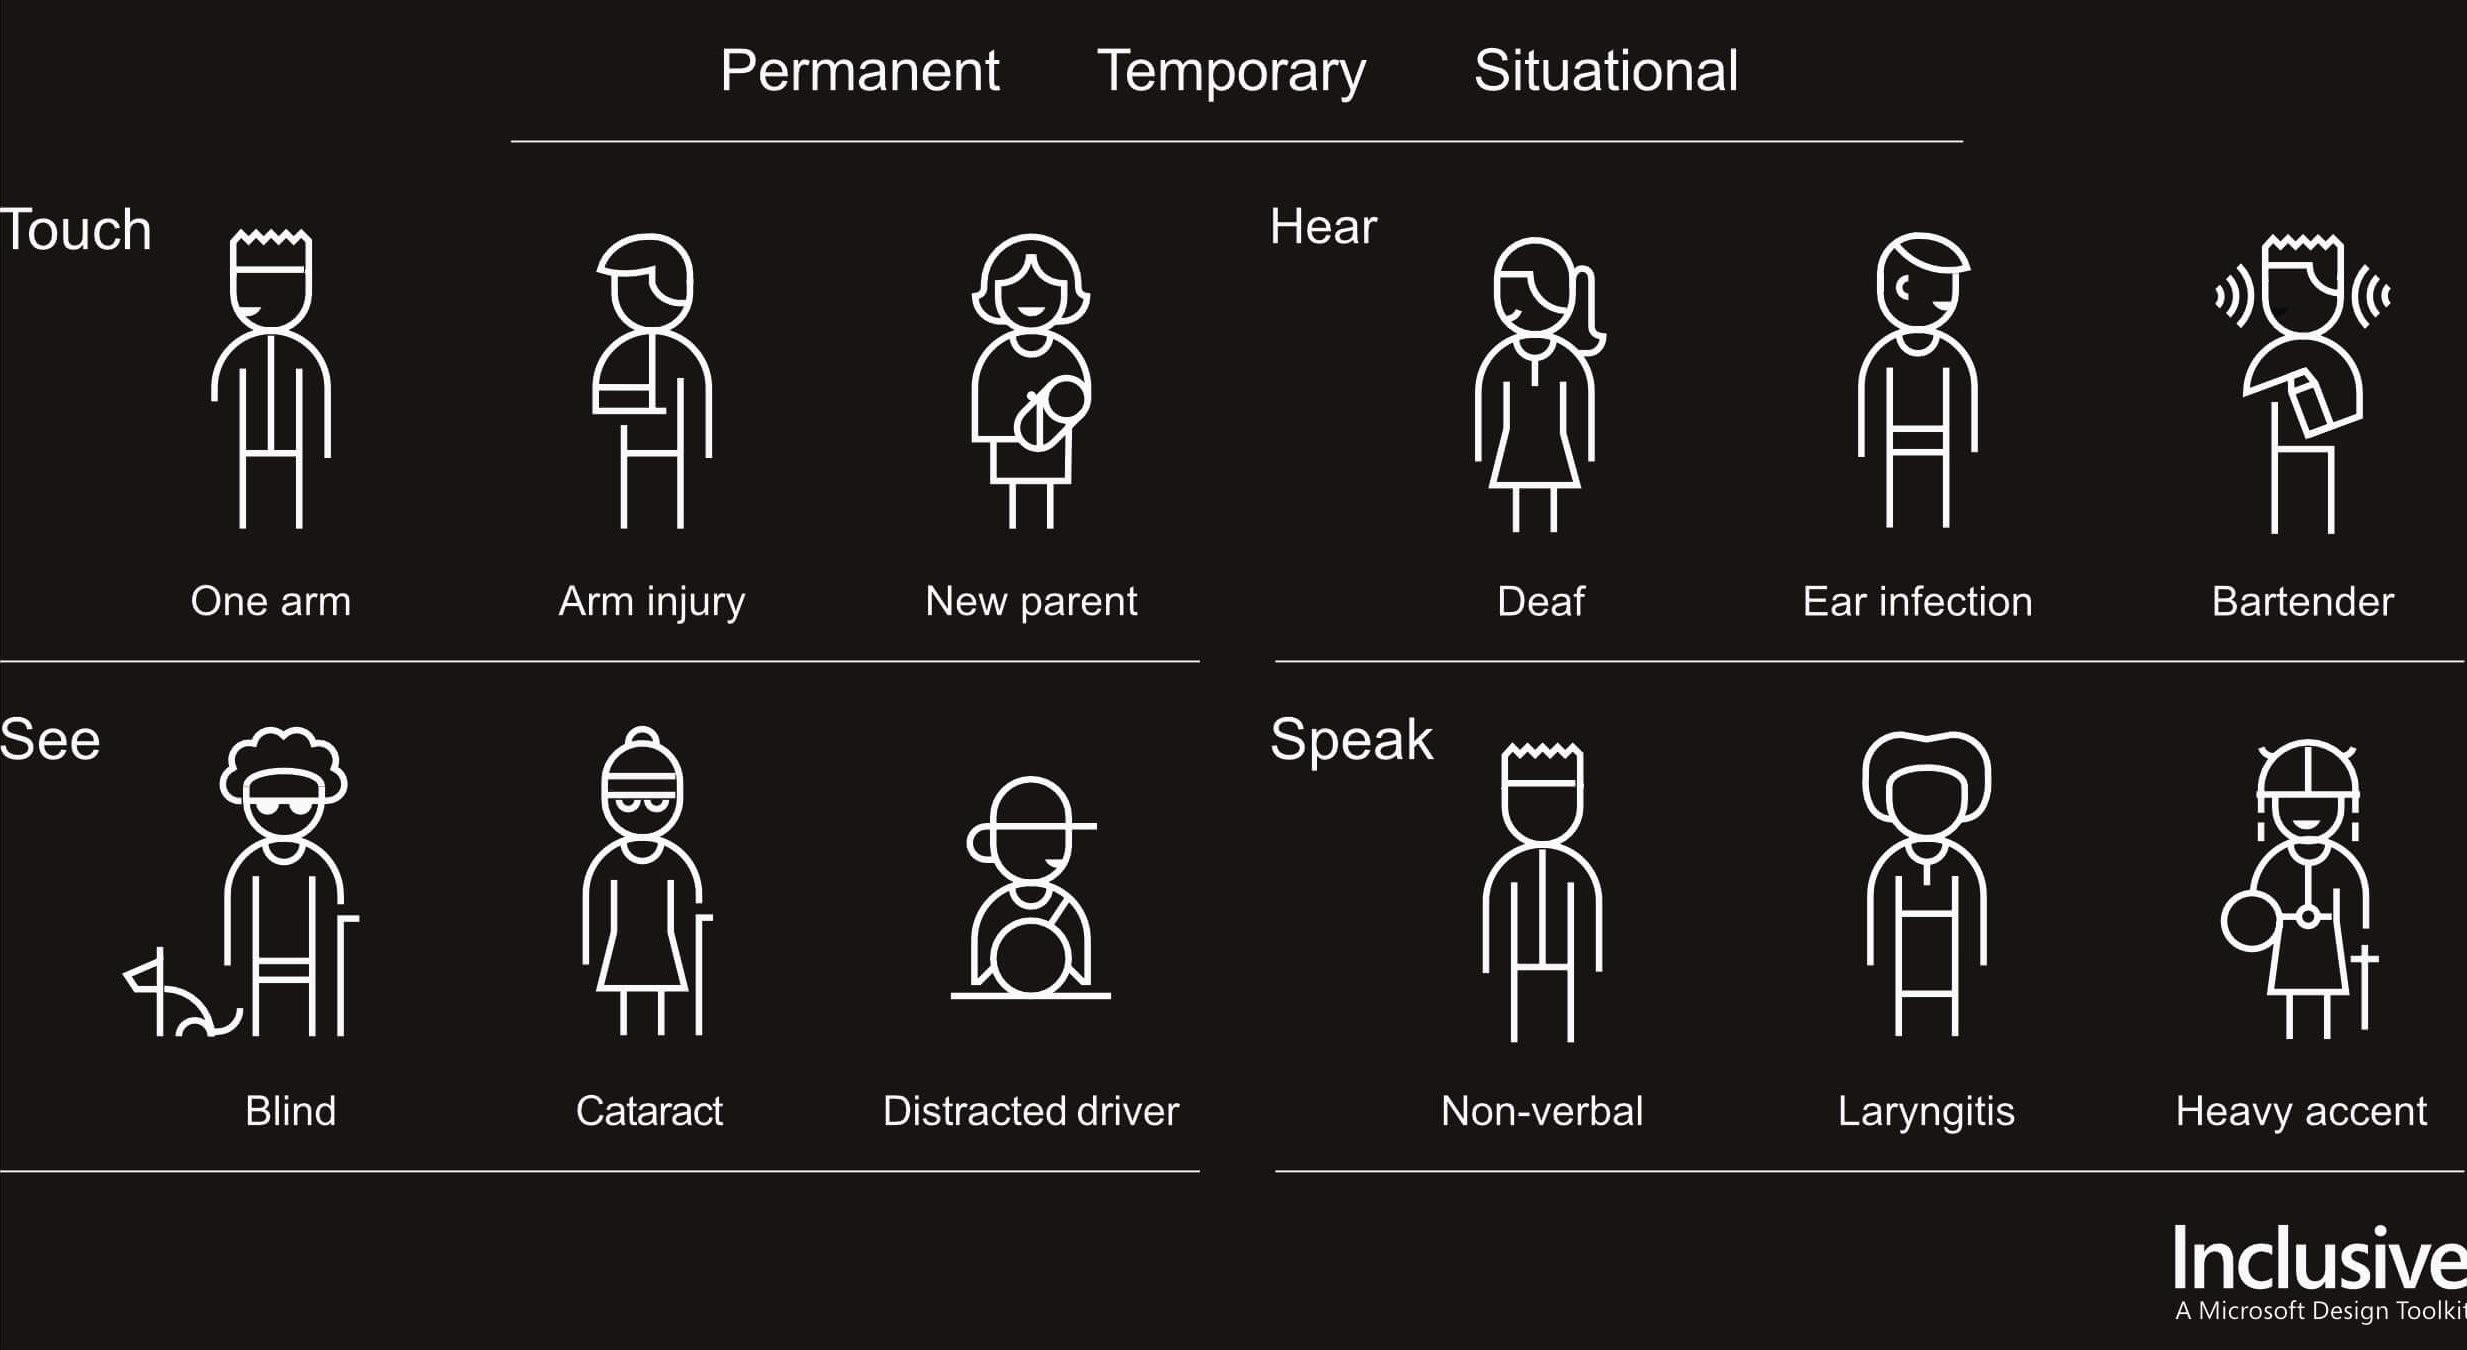 Permanent Temporary Situational
Touch
One arm Arm injury New parent
Hear
Deaf Ear infection Bartender
See
Blind Cataract Distracted driver
Speak
Non-verbal Laryngitis Heavy accent
Inclusive
A Microsoft Design Toolkit